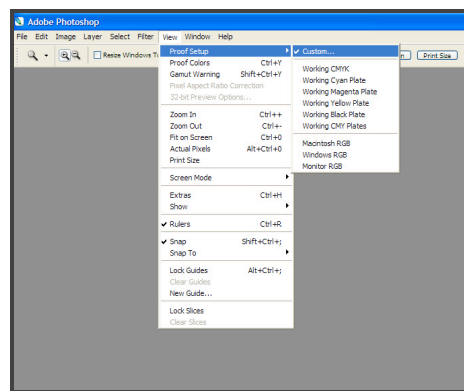 Adobe Photoshop
File Edit Image Layer Select Filter View Window Help
Resize Windows
Print Size
Proof Setup
Proof Colors Ctrl+Y
Gamut Warning Shift+Ctrl+Y
Pixel Aspect Ratio Correction
32-bit Preview Options...
Zoom In Ctrl++
Zoom Out Ctrl+-
Fit on Screen Ctrl+0
Actual Pixels Alt+Ctrl+0
Print Size
Screen Mode
Extras Ctrl+H
Show
Rulers Ctrl+R
Snap Shift+Ctrl+;
Snap To
Lock Guides Alt+Ctrl+;
Clear Guides
New Guide...
Lock Slices
Clear Slices
Custom...
Working CMYK
Working Cyan Plate
Working Magenta Plate
Working Yellow Plate
Working Black Plate
Working CMY Plates
Macintosh RGB
Windows RGB
Monitor RGB